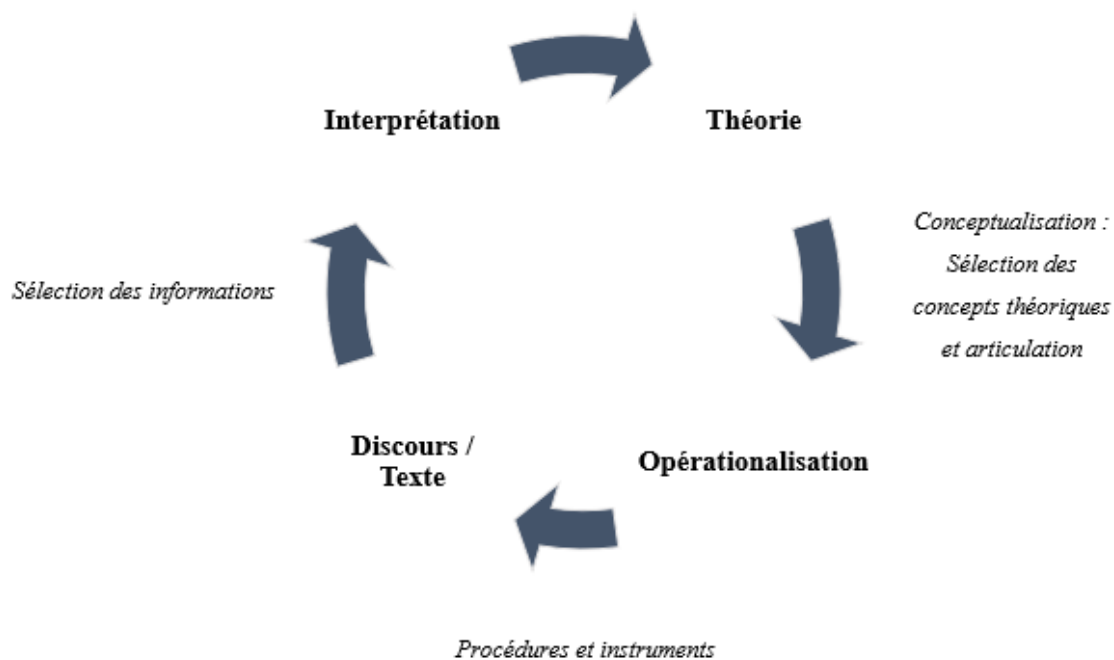 Interprétation
Théorie
Conceptualisation :
Sélection des
concepts théoriques
et articulation
Sélection des informations
Discours /
Texte
Opérationalisation
Procédures et instruments